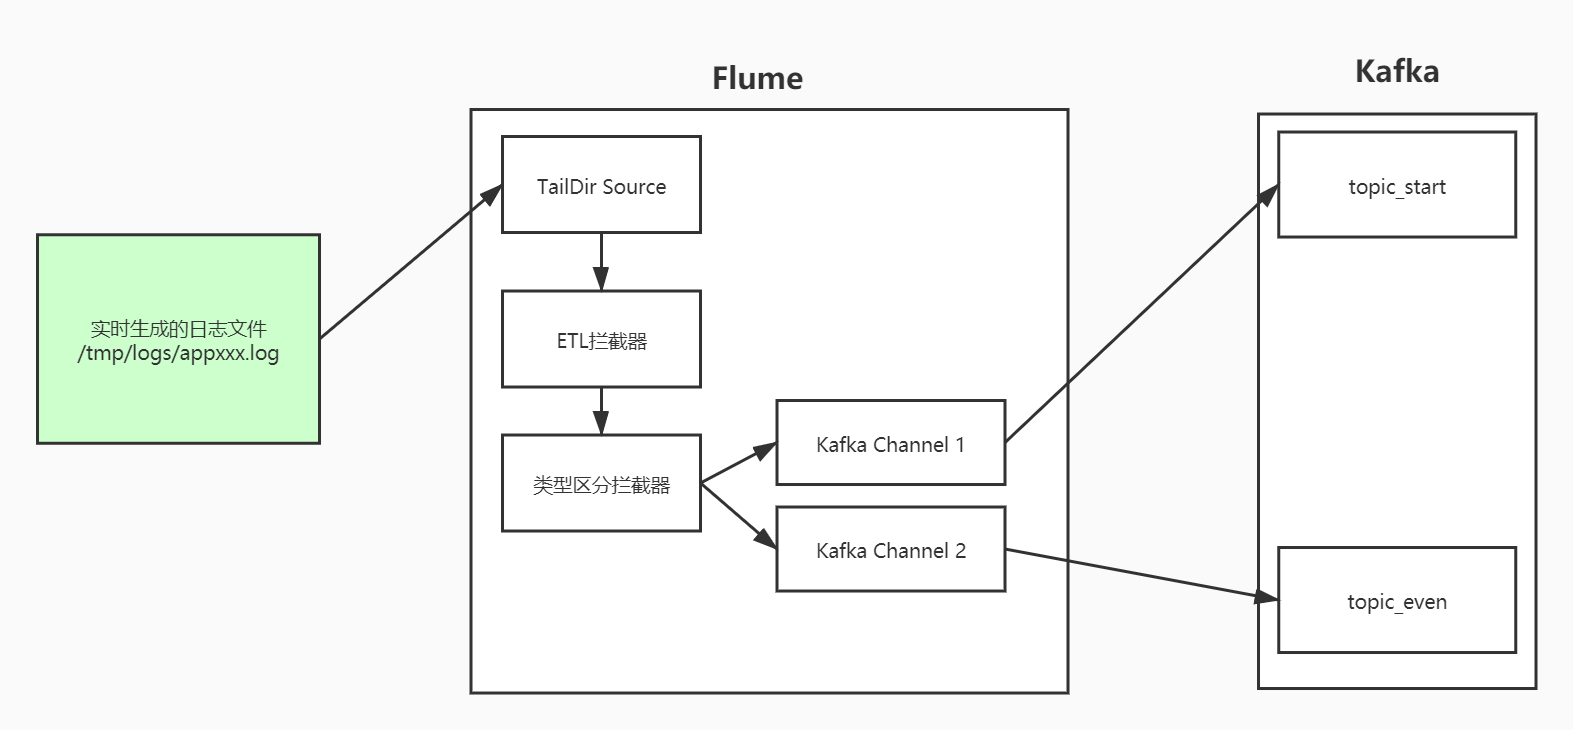 Flume
Kafka
TailDir Source
topic_start
实时生成的日志文件
/tmp/logs/appxxx.log
ETL拦截器
Kafka Channel 1
类型区分拦截器
Kafka Channel 2
topic_even